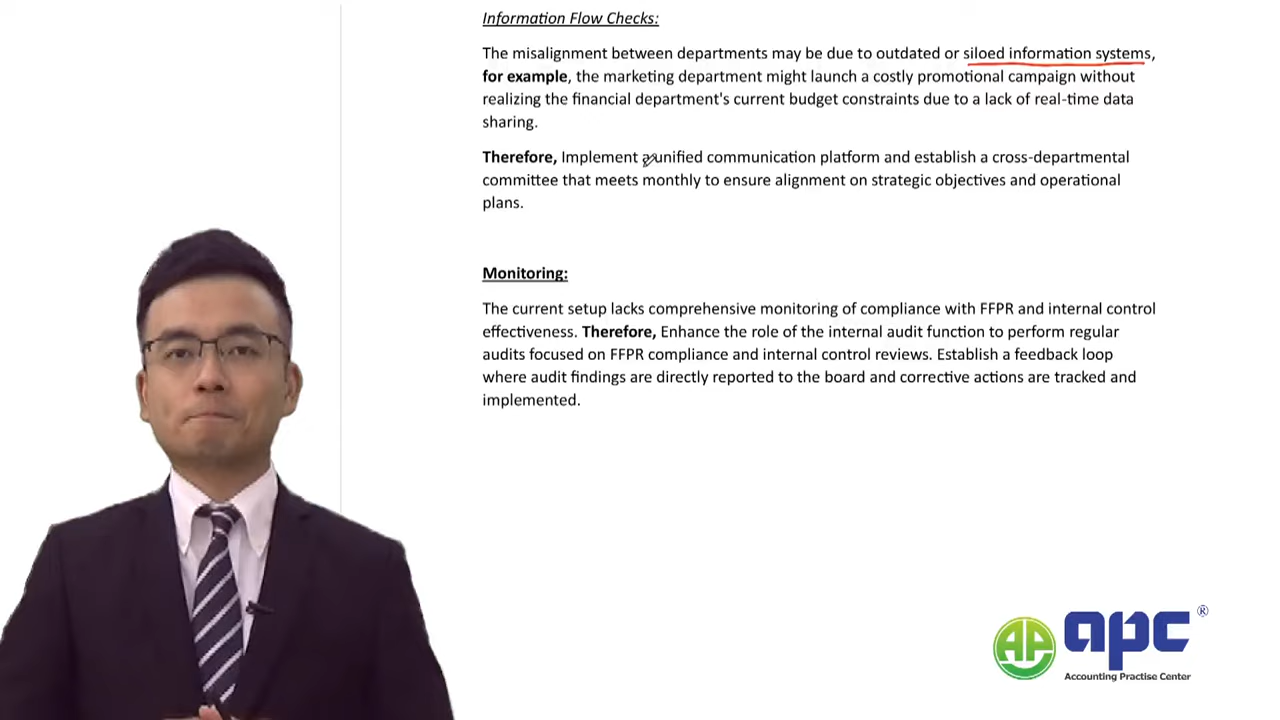 Information Flow Checks:
The misalignment between departments may be due to outdated or siloed information systems,
for example, the marketing department might launch a costly promotional campaign without
realizing the financial department's current budget constraints due to a lack of real-time data
sharing.
Therefore, Implement a unified communication platform and establish a cross-departmental
committee that meets monthly to ensure alignment on strategic objectives and operational
plans.
Monitoring:
The current setup lacks comprehensive monitoring of compliance with FFPR and internal control
effectiveness. Therefore, Enhance the role of the internal audit function to perform regular
audits focused on FFPR compliance and internal control reviews. Establish a feedback loop
where audit findings are directly reported to the board and corrective actions are tracked and
implemented.
AP apc ®
Accounting Practise Center